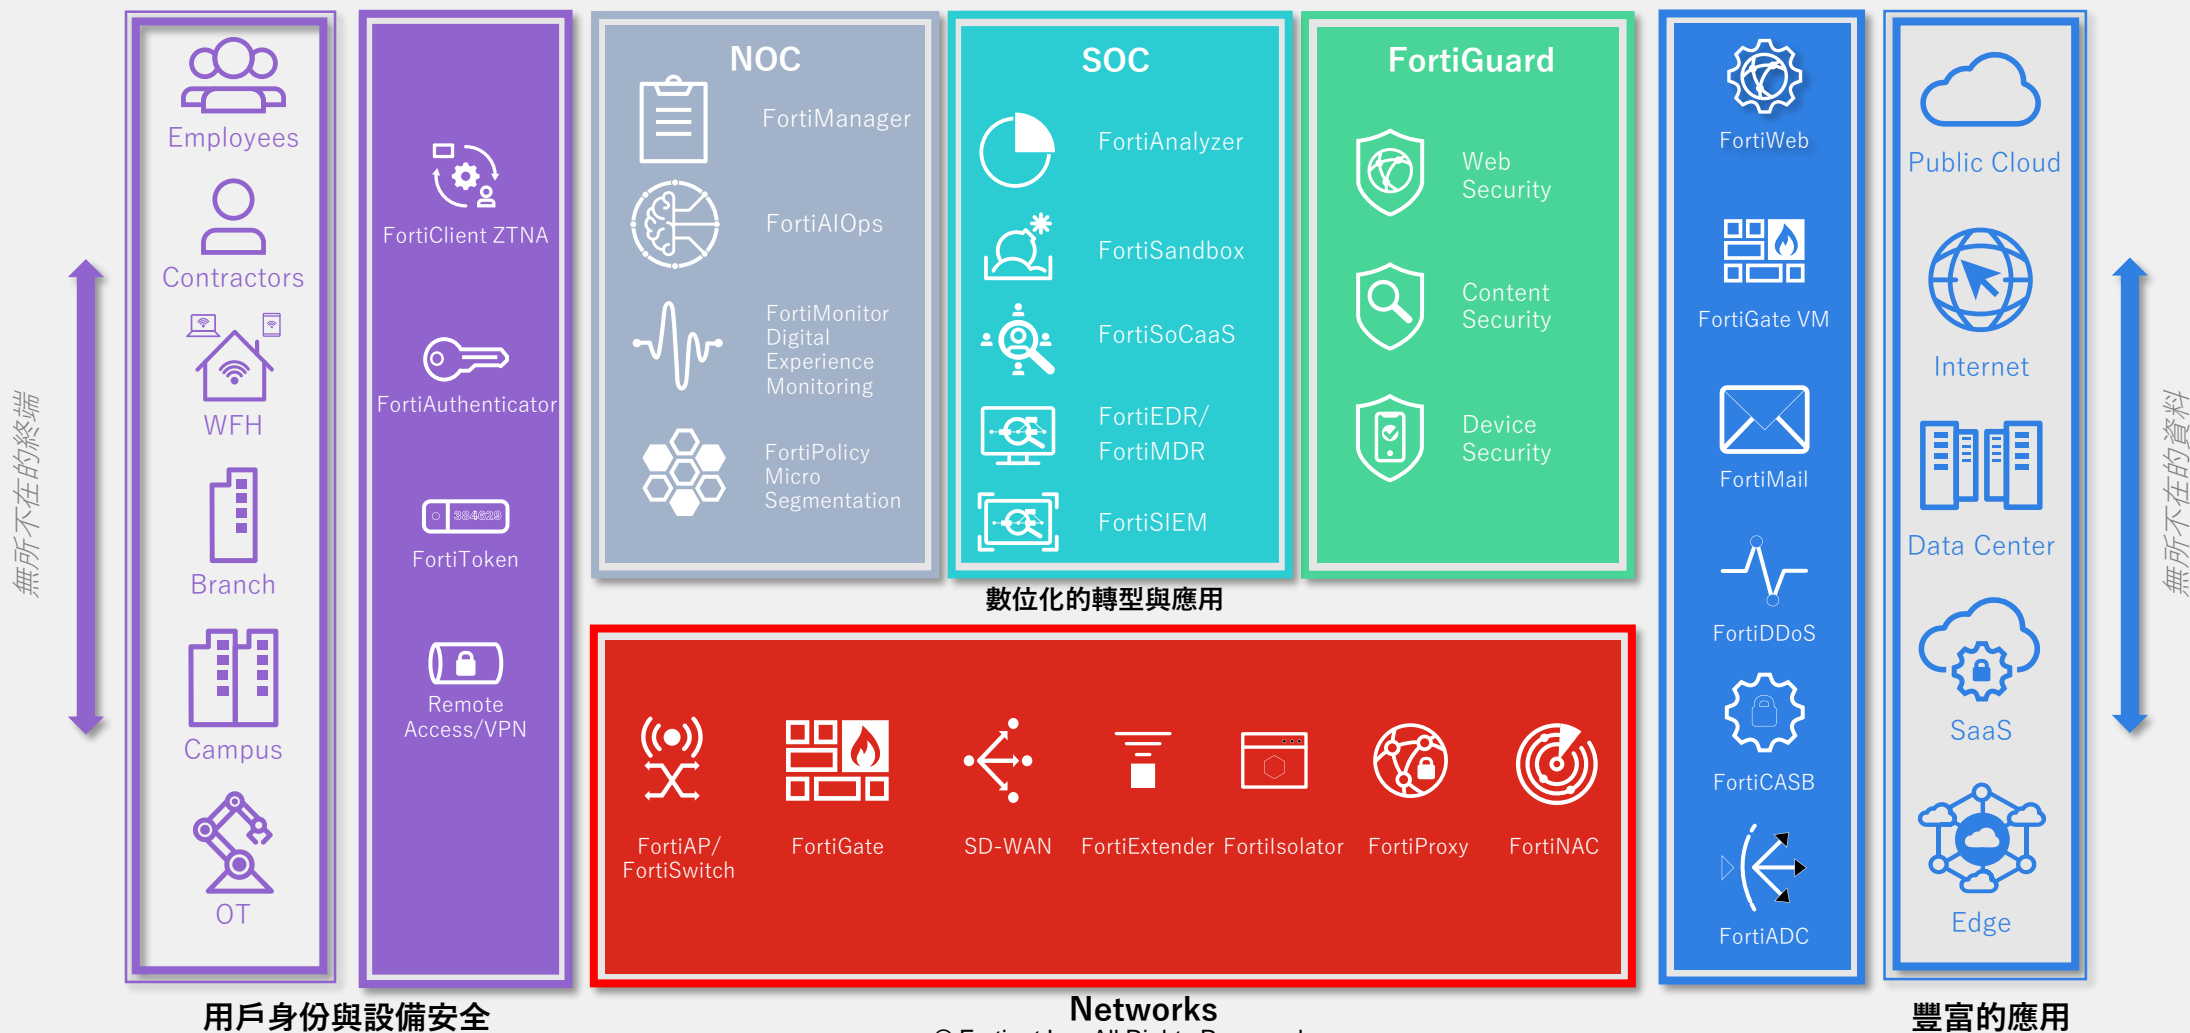 無所不在的終端
Employees
Contractors
WFH
Branch
Campus
OT
FortiClient ZTNA
FortiAuthenticator
384629
FortiToken
Remote
Access/VPN
用戶身份與設備安全
NOC
FortiManager
FortiAIOps
FortiMonitor
Digital
Experience
Monitoring
FortiPolicy
Micro
Segmentation
SOC
FortiAnalyzer
FortiSandbox
FortiSoCaaS
FortiEDR/
FortiMDR
FortiSIEM
FortiGuard
Web
Security
Content
Security
Device
Security
數位化的轉型與應用
FortiAP/
FortiSwitch
FortiGate
SD-WAN
FortiExtender
FortiIsolator
FortiProxy
FortiNAC
Networks
FortiWeb
FortiGate VM
FortiMail
FortiDDoS
FortiCASB
FortiADC
Public Cloud
Internet
Data Center
SaaS
Edge
豐富的應用
無所不在的資料